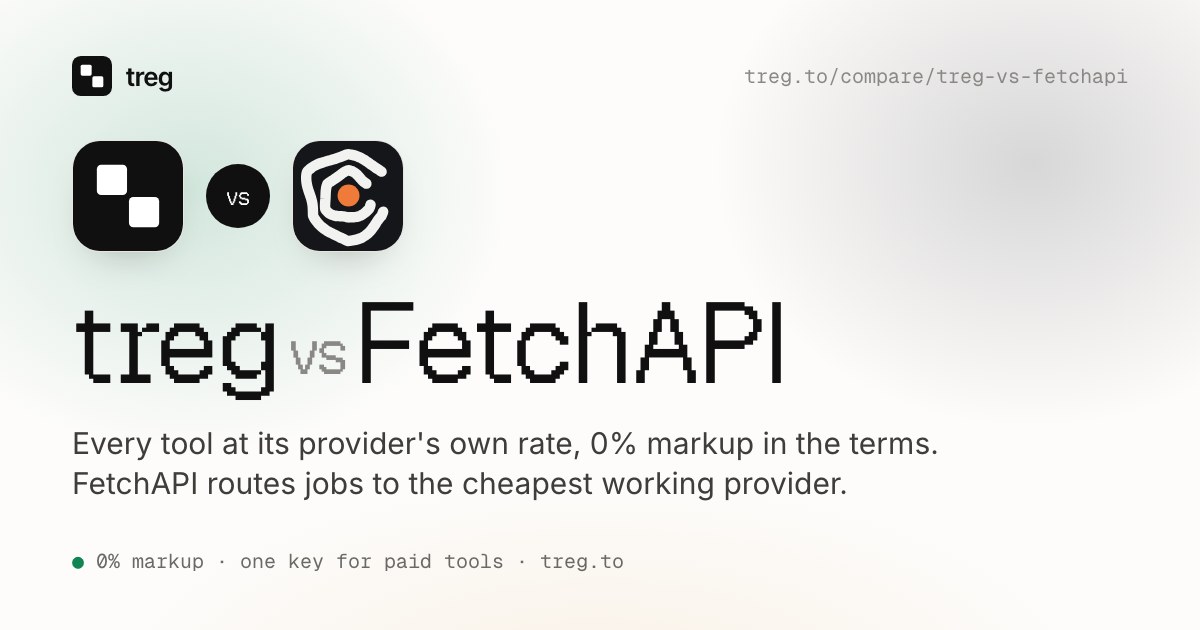 treg
treg.to/compare/treg-vs-fetchapi
vs
treg vs FetchAPI
Every tool at its provider's own rate, 0% markup in the terms.
FetchAPI routes jobs to the cheapest working provider.
0% markup · one key for paid tools · treg.to